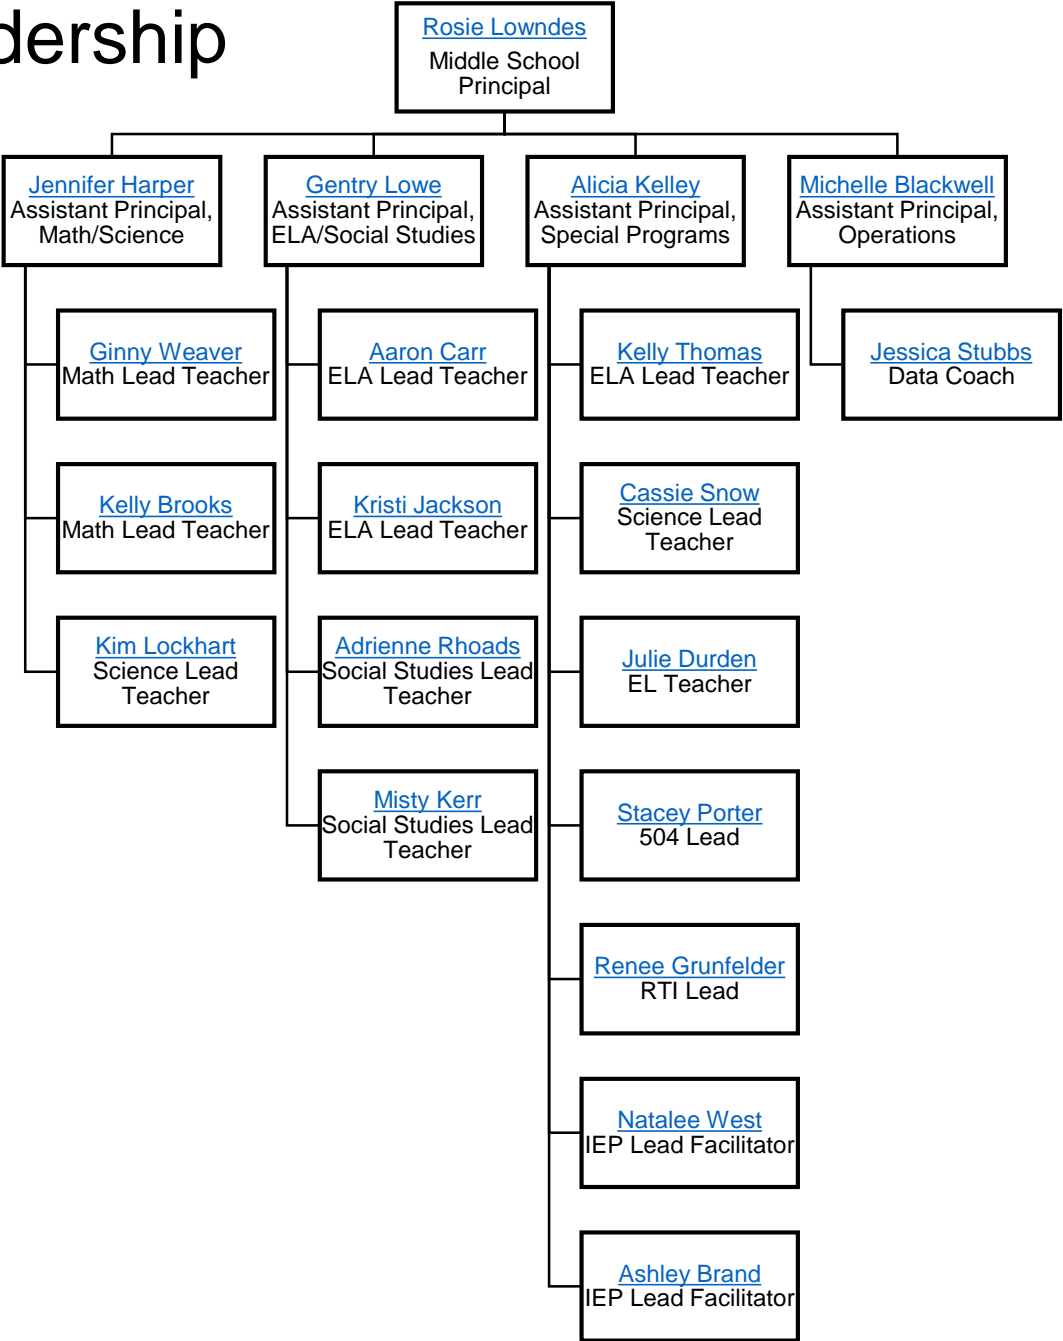 dership
Rosie Lowndes
Middle School
Principal
Jennifer Harper
Assistant Principal,
Math/Science
Gentry Lowe
Assistant Principal,
ELA/Social Studies
Alicia Kelley
Assistant Principal,
Special Programs
Michelle Blackwell
Assistant Principal,
Operations
Ginny Weaver
Math Lead Teacher
Kelly Brooks
Math Lead Teacher
Kim Lockhart
Science Lead
Teacher
Aaron Carr
ELA Lead Teacher
Kristi Jackson
ELA Lead Teacher
Adrienne Rhoads
Social Studies Lead
Teacher
Misty Kerr
Social Studies Lead
Teacher
Kelly Thomas
ELA Lead Teacher
Cassie Snow
Science Lead
Teacher
Julie Durden
EL Teacher
Stacey Porter
504 Lead
Renee Grunfelder
RTI Lead
Natalee West
IEP Lead Facilitator
Ashley Brand
IEP Lead Facilitator
Jessica Stubbs
Data Coach